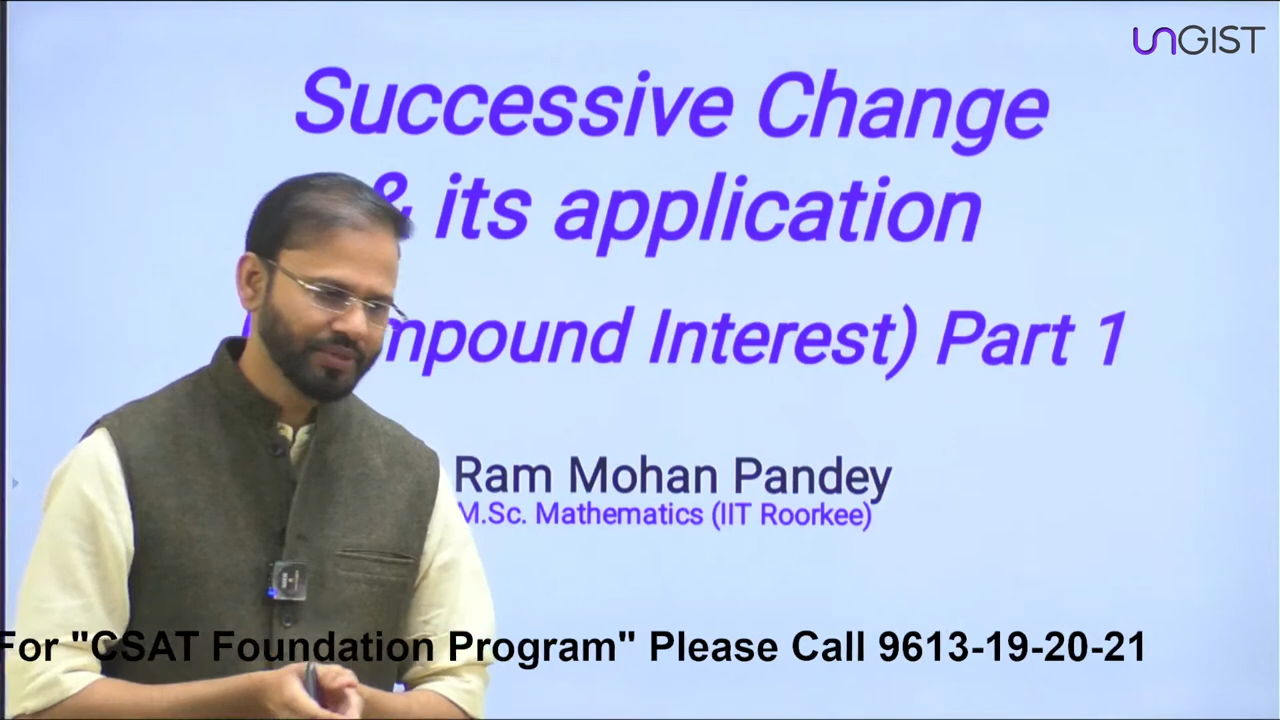 UNGIST
Successive Change
& its application
mpound Interest) Part 1
Ram Mohan Pandey
M.Sc. Mathematics (IIT Roorkee)
For "CSAT Foundation Program" Please Call 9613-19-20-21